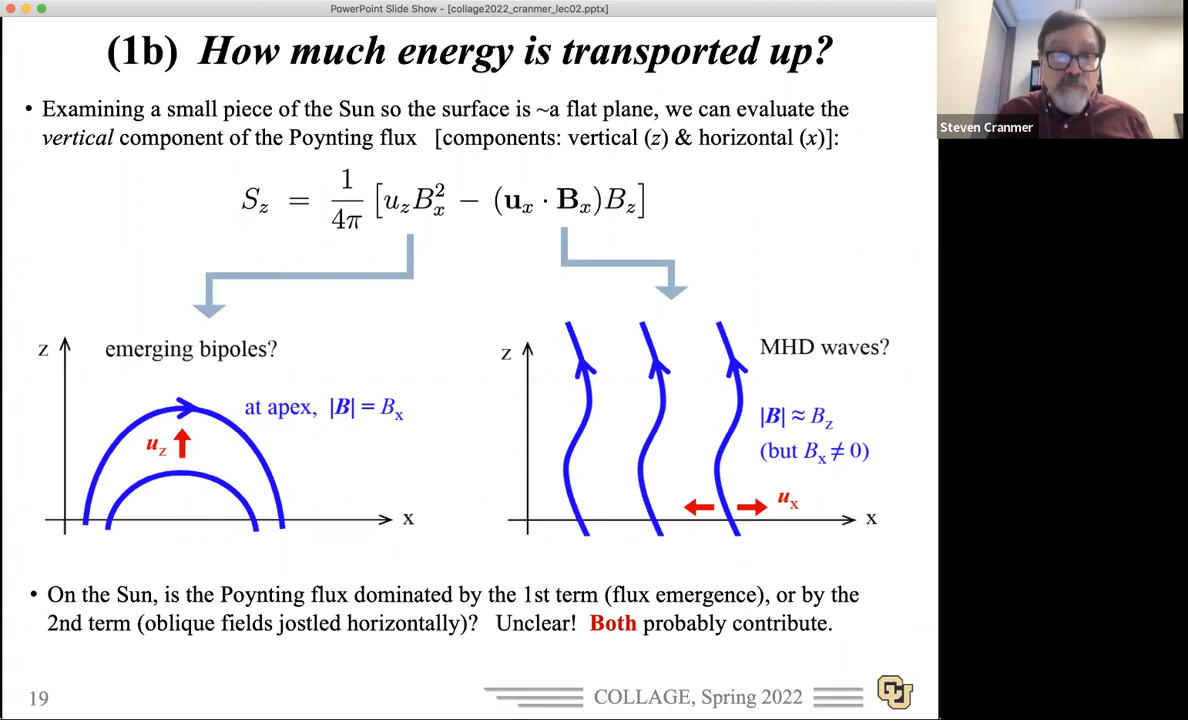 PowerPoint Slide Show - [collage2022_cranmer_lec02.pptx]
(1b) How much energy is transported up?
• Examining a small piece of the Sun so the surface is ~a flat plane, we can evaluate the
vertical component of the Poynting flux [components: vertical (z) & horizontal (x)]:
S_z = \frac{1}{4π} [u_z B_x^2 − (u_x · B_x)B_z]
z
emerging bipoles?
at apex, |B| = B_x
u_z
x
z
MHD waves?
|B| ≈ B_z
(but B_x ≠ 0)
u_x
x
• On the Sun, is the Poynting flux dominated by the 1st term (flux emergence), or by the
2nd term (oblique fields jostled horizontally)? Unclear! Both probably contribute.
19
COLLAGE, Spring 2022
CU
Steven Cranmer